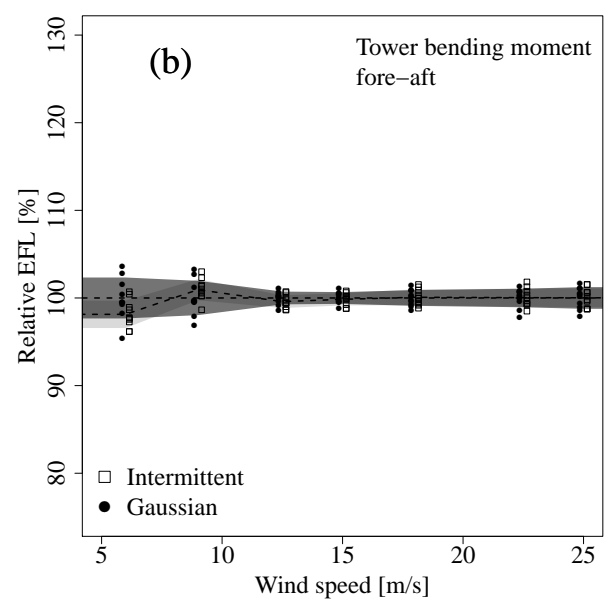 (b)
Tower bending moment
fore−aft
Relative EFL [%]
130
120
110
100
90
80
Intermittent
Gaussian
5 10 15 20 25
Wind speed [m/s]